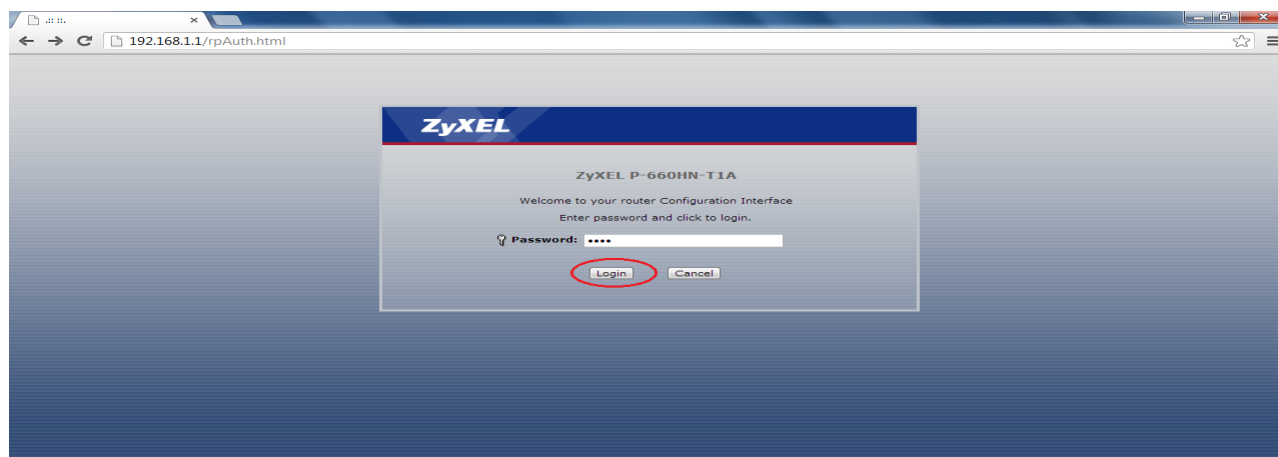 192.168.1.1/rpAuth.html
ZyXEL
ZyXEL P-660HN-T1A
Welcome to your router Configuration Interface
Enter password and click to login.
Password: ••••
Login Cancel